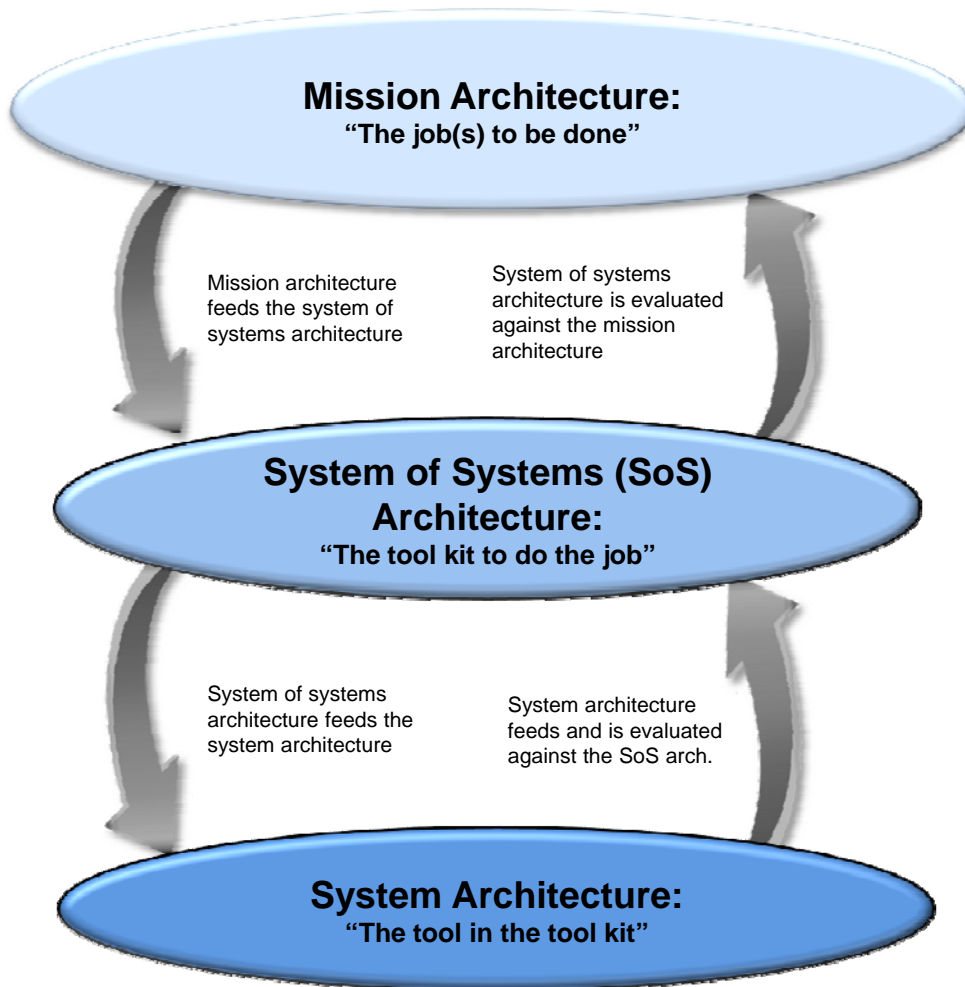 Mission Architecture:
“The job(s) to be done”
Mission architecture
feeds the system of
systems architecture
System of systems
architecture is evaluated
against the mission
architecture
System of Systems (SoS)
Architecture:
“The tool kit to do the job”
System of systems
architecture feeds the
system architecture
System architecture
feeds and is evaluated
against the SoS arch.
System Architecture:
“The tool in the tool kit”